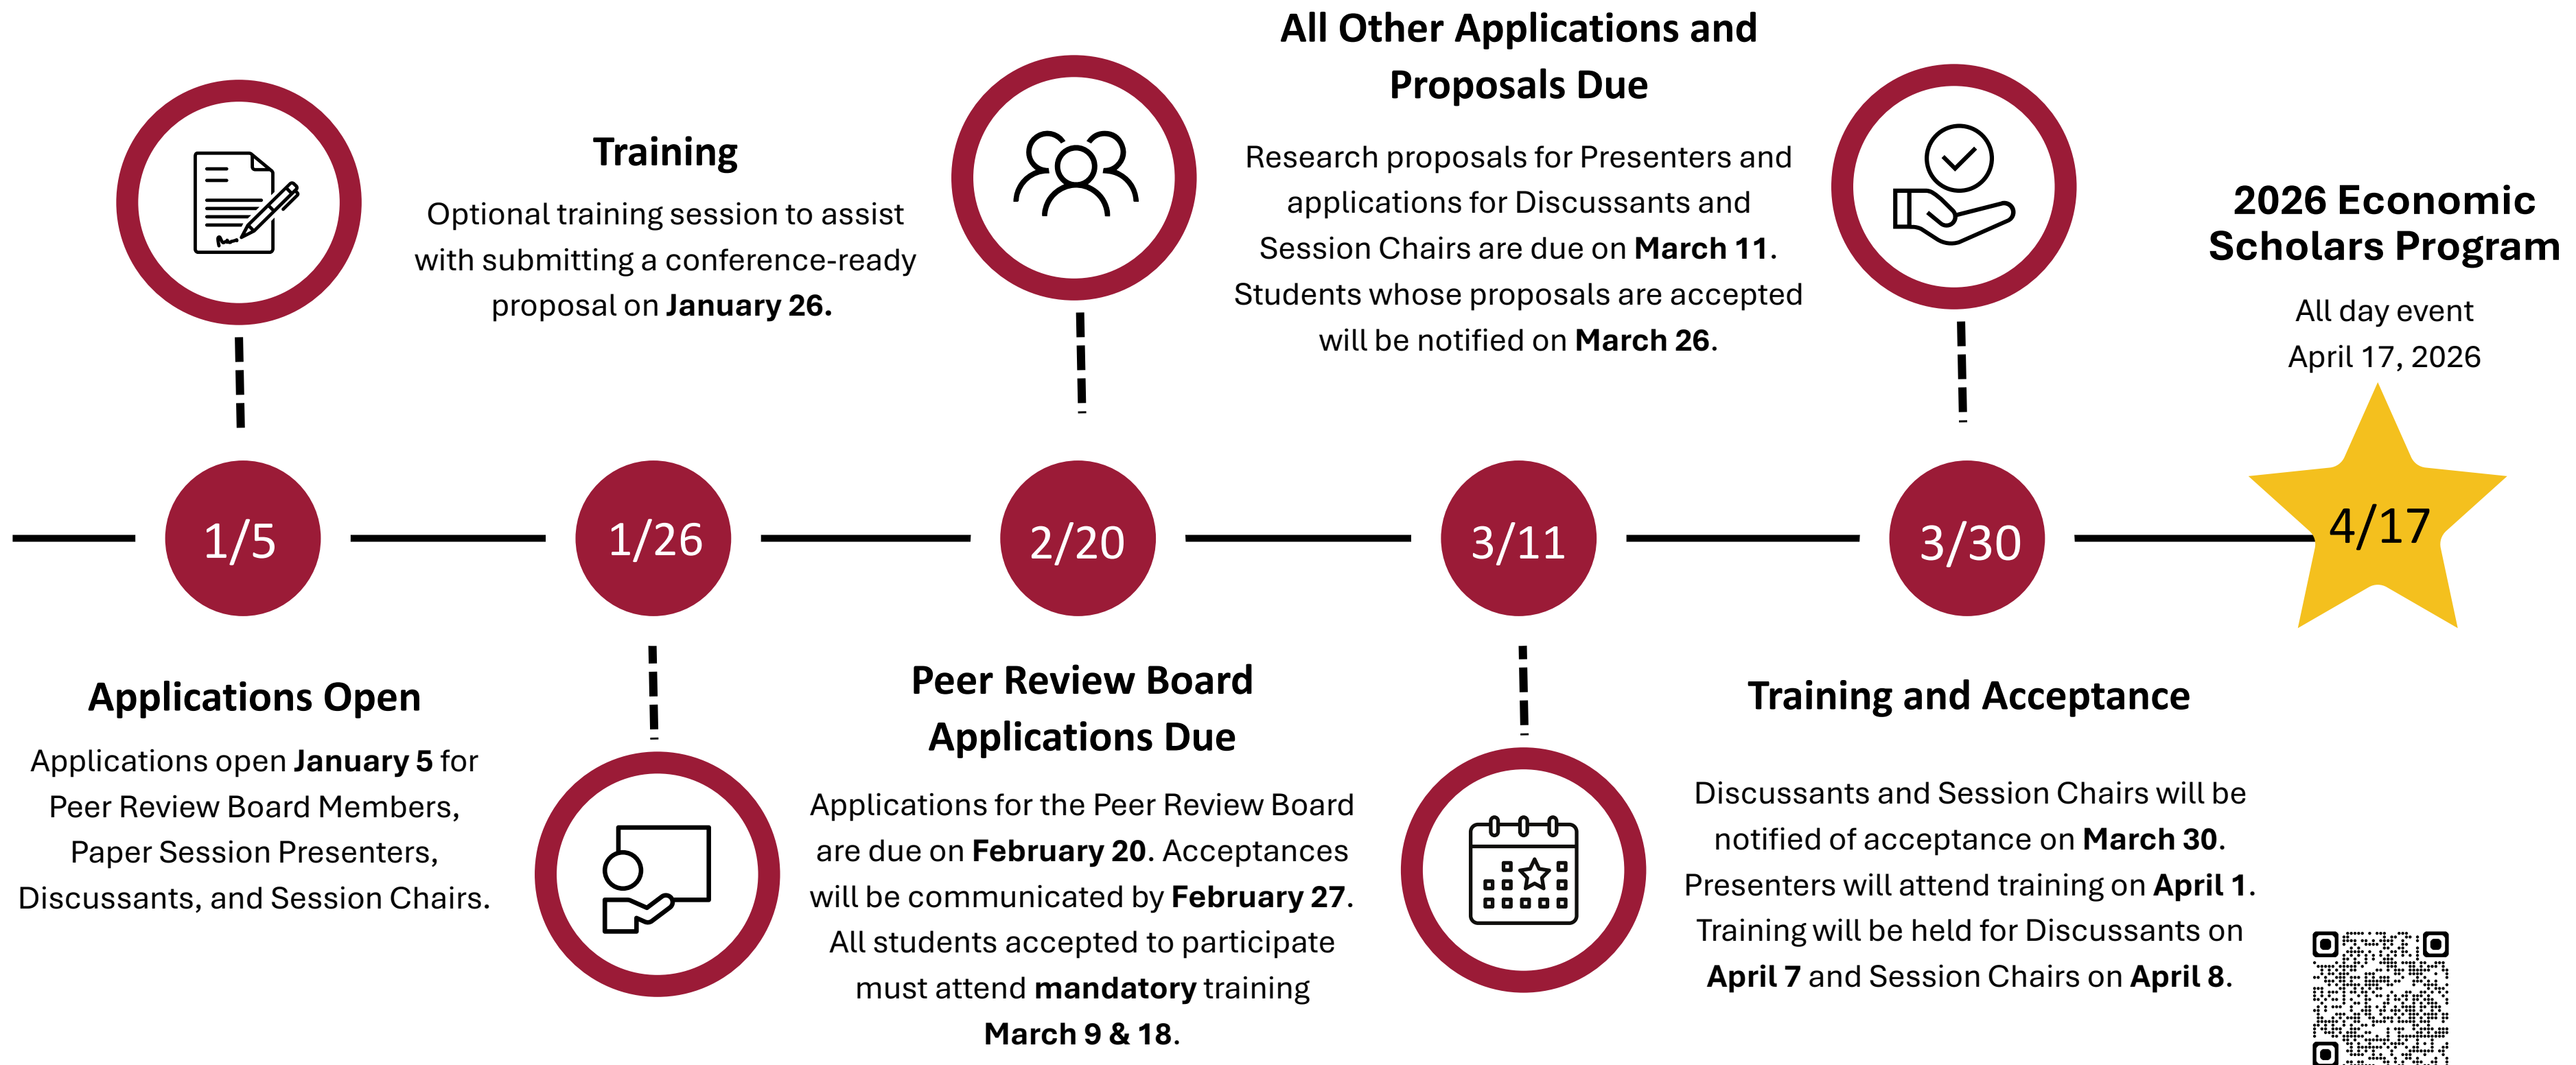 Applications Open
Applications open January 5 for
Peer Review Board Members,
Paper Session Presenters,
Discussants, and Session Chairs.
1/5
Training
Optional training session to assist
with submitting a conference-ready
proposal on January 26.
1/26
2/20
Peer Review Board
Applications Due
Applications for the Peer Review Board
are due on February 20. Acceptances
will be communicated by February 27.
All students accepted to participate
must attend mandatory training
March 9 & 18.
All Other Applications and
Proposals Due
Research proposals for Presenters and
applications for Discussants and
Session Chairs are due on March 11.
Students whose proposals are accepted
will be notified on March 26.
3/11
3/30
Training and Acceptance
Discussants and Session Chairs will be
notified of acceptance on March 30.
Presenters will attend training on April 1.
Training will be held for Discussants on
April 7 and Session Chairs on April 8.
2026 Economic
Scholars Program
All day event
April 17, 2026
4/17